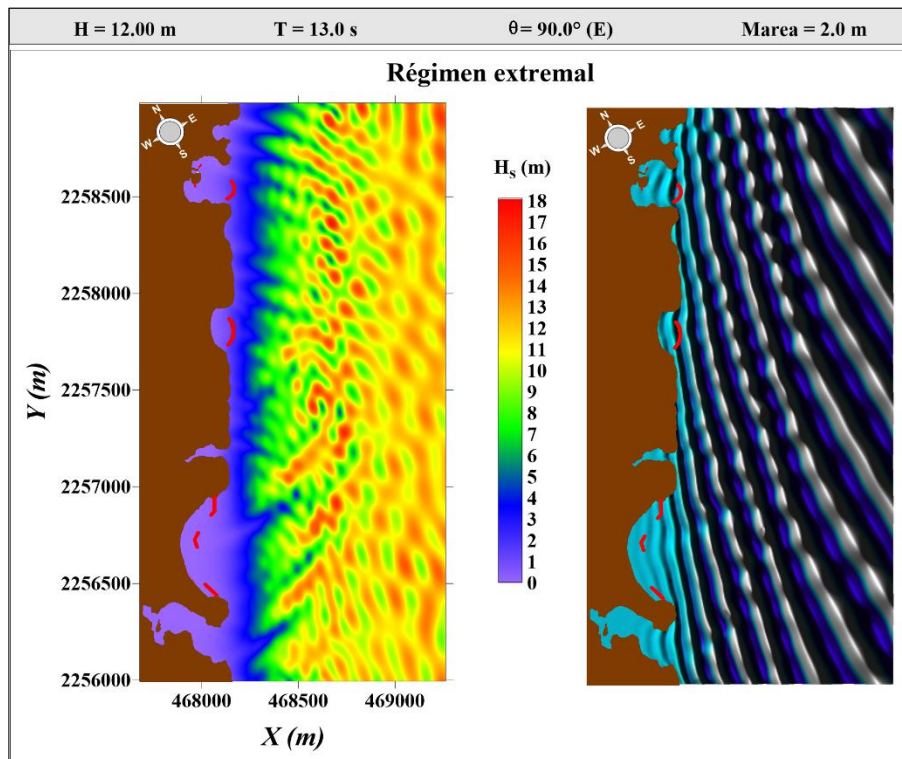 H = 12.00 m T = 13.0 s θ = 90.0° (E) Marea = 2.0 m
Régimen extremal
N
E
W
S
N
E
W
S
H_s (m)
18
17
16
15
14
13
12
11
10
9
8
7
6
5
4
3
2
1
0
Y (m)
2258500
2258000
2257500
2257000
2256500
2256000
468000 468500 469000
X (m)